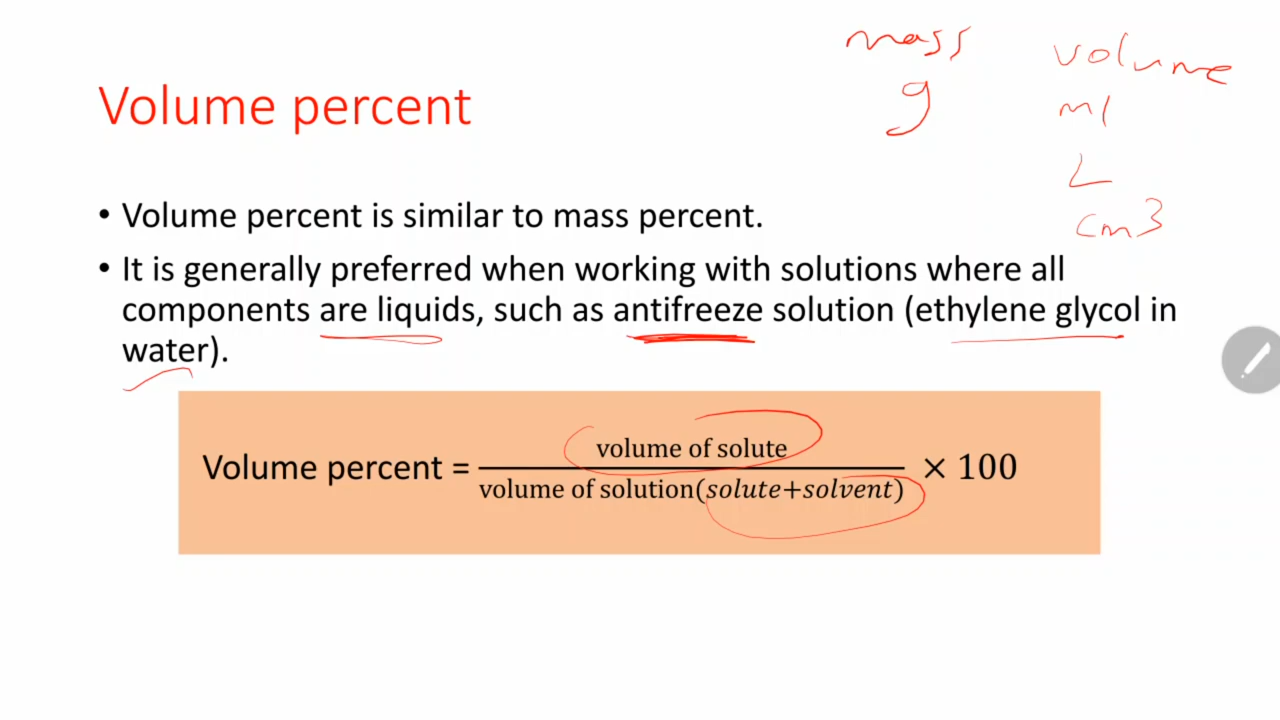 mass
volume
g
ml
L
cm3
Volume percent
• Volume percent is similar to mass percent.
• It is generally preferred when working with solutions where all
components are liquids, such as antifreeze solution (ethylene glycol in
water).
Volume percent = volume of solute / volume of solution(solute+solvent) × 100